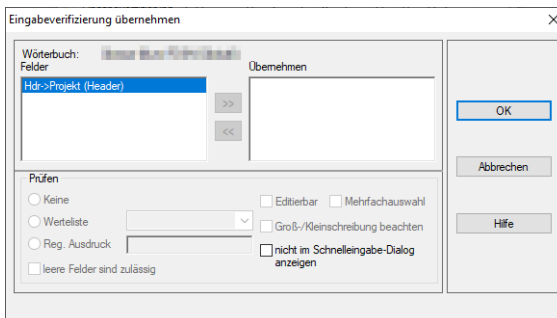 Eingabeverifizierung übernehmen
Wörterbuch:
Felder
Übernehmen
Hdr->Projekt (Header)
>>
<<
OK
Abbrechen
Hilfe
Prüfen
Keine
Editierbar
Mehrfachauswahl
Werteliste
Groß-/Kleinschreibung beachten
Reg. Ausdruck
nicht im Schnelleingabe-Dialog
anzeigen
leere Felder sind zulässig